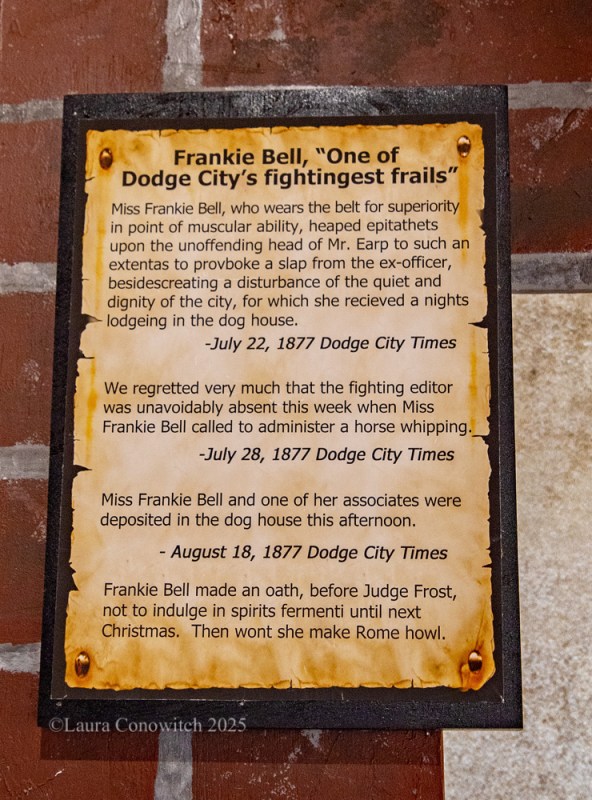 Frankie Bell, "One of
Dodge City's fightingest frails"
Miss Frankie Bell, who wears the belt for superiority
in point of muscular ability, heaped epitathets
upon the unoffending head of Mr. Earp to such an
extentas to provboke a slap from the ex-officer,
besidescreating a disturbance of the quiet and
dignity of the city, for which she recieved a nights
lodgeing in the dog house.
-July 22, 1877 Dodge City Times
We regretted very much that the fighting editor
was unavoidably absent this week when Miss
Frankie Bell called to administer a horse whipping.
-July 28, 1877 Dodge City Times
Miss Frankie Bell and one of her associates were
deposited in the dog house this afternoon.
- August 18, 1877 Dodge City Times
Frankie Bell made an oath, before Judge Frost,
not to indulge in spirits fermenti until next
Christmas. Then wont she make Rome howl.
©Laura Conowitch 2025